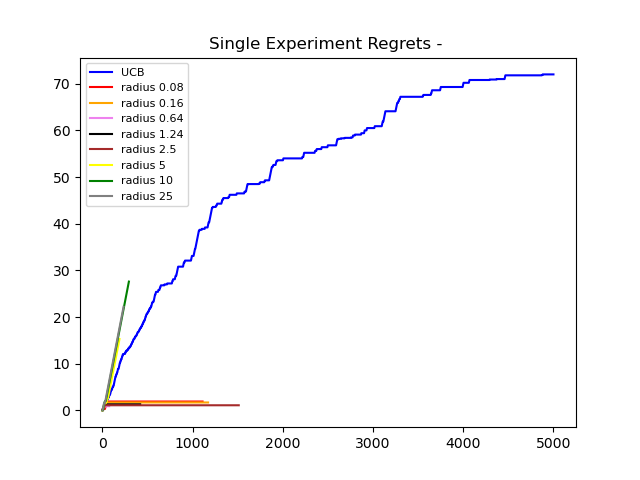 Single Experiment Regrets -
UCB
radius 0.08
radius 0.16
radius 0.64
radius 1.24
radius 2.5
radius 5
radius 10
radius 25
70
60
50
40
30
20
10
0
0 1000 2000 3000 4000 5000